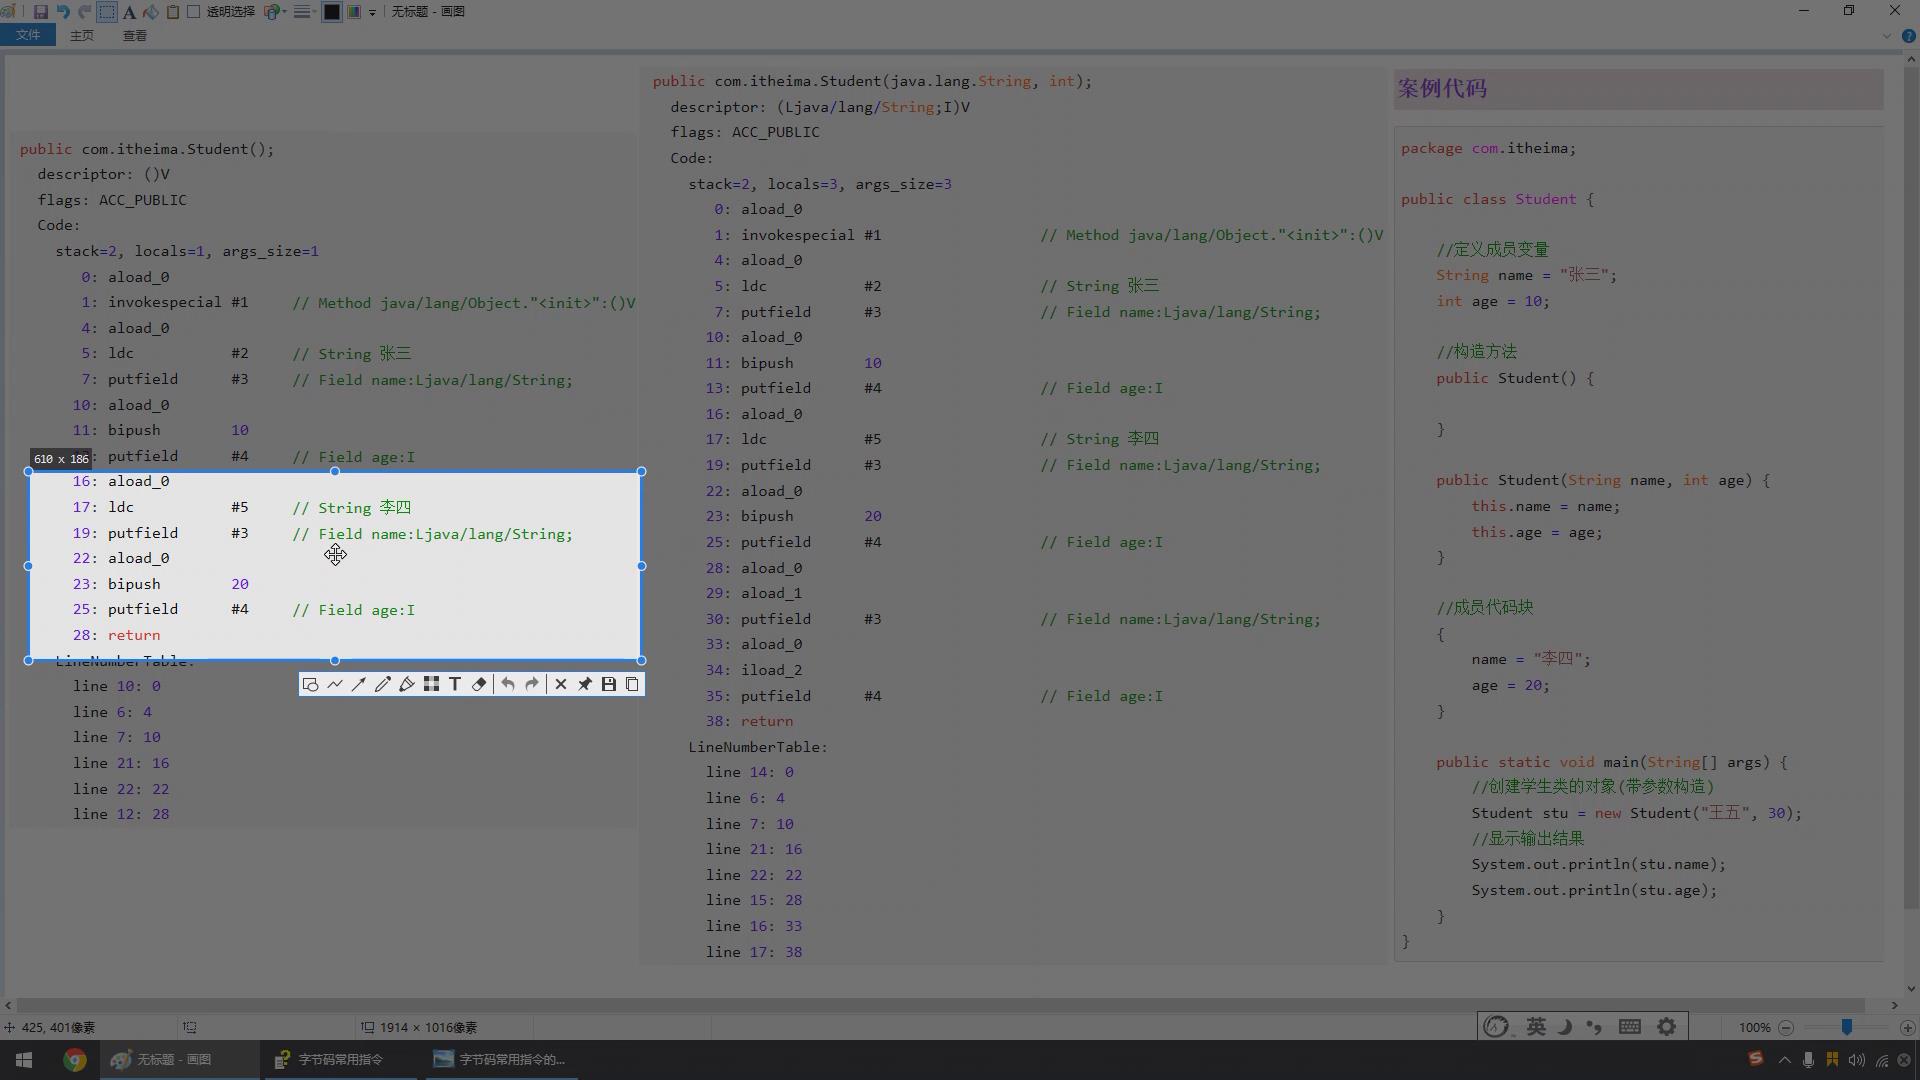 透明选择
无标题 - 画图
文件
主页
查看
public com.itheima.Student();
descriptor: ()V
flags: ACC_PUBLIC
Code:
stack=2, locals=1, args_size=1
0: aload_0
1: invokespecial #1 // Method java/lang/Object."<init>":()V
4: aload_0
5: ldc #2 // String 张三
7: putfield #3 // Field name:Ljava/lang/String;
10: aload_0
11: bipush 10
putfield #4 // Field age:I
610 x 186
16: aload_0
17: ldc #5 // String 李四
19: putfield #3 // Field name:Ljava/lang/String;
22: aload_0
23: bipush 20
25: putfield #4 // Field age:I
28: return
LineNumberTable:
line 10: 0
line 6: 4
line 7: 10
line 21: 16
line 22: 22
line 12: 28
public com.itheima.Student(java.lang.String, int);
descriptor: (Ljava/lang/String;I)V
flags: ACC_PUBLIC
Code:
stack=2, locals=3, args_size=3
0: aload_0
1: invokespecial #1 // Method java/lang/Object."<init>":()V
4: aload_0
5: ldc #2 // String 张三
7: putfield #3 // Field name:Ljava/lang/String;
10: aload_0
11: bipush 10
13: putfield #4 // Field age:I
16: aload_0
17: ldc #5 // String 李四
19: putfield #3 // Field name:Ljava/lang/String;
22: aload_0
23: bipush 20
25: putfield #4 // Field age:I
28: aload_0
29: aload_1
30: putfield #3 // Field name:Ljava/lang/String;
33: aload_0
34: iload_2
35: putfield #4 // Field age:I
38: return
LineNumberTable:
line 14: 0
line 6: 4
line 7: 10
line 21: 16
line 22: 22
line 15: 28
line 16: 33
line 17: 38
案例代码
package com.itheima;
public class Student {
//定义成员变量
String name = "张三";
int age = 10;
//构造方法
public Student() {
}
public Student(String name, int age) {
this.name = name;
this.age = age;
}
//成员代码块
{
name = "李四";
age = 20;
}
public static void main(String[] args) {
//创建学生类的对象(带参数构造)
Student stu = new Student("王五", 30);
//显示输出结果
System.out.println(stu.name);
System.out.println(stu.age);
}
}
425, 401像素
1914 × 1016像素
英
100%
无标题 - 画图
字节码常用指令
字节码常用指令的...